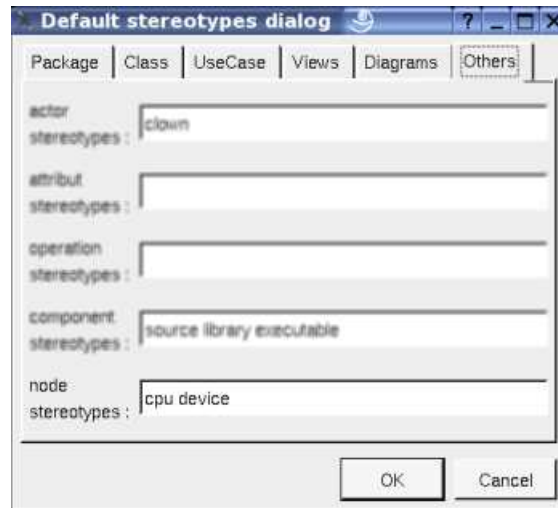 Default stereotypes dialog
Package Class UseCase Views Diagrams Others
actor
stereotypes :
clown
attribut
stereotypes :
operation
stereotypes :
component
stereotypes :
source library executable
node
stereotypes :
cpu device
OK Cancel